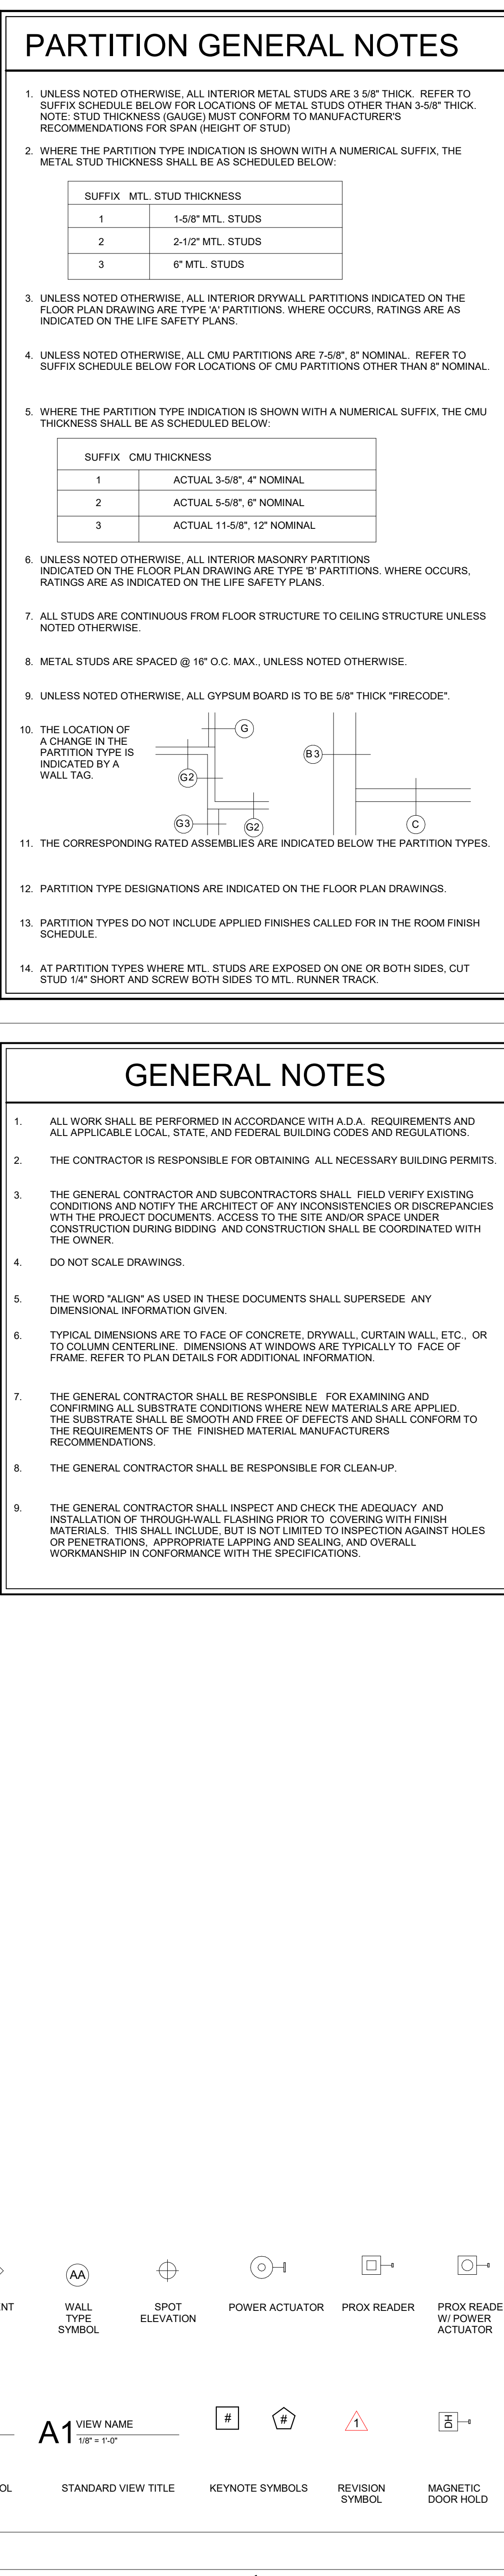 PARTITION GENERAL NOTES
1. UNLESS NOTED OTHERWISE, ALL INTERIOR METAL STUDS ARE 3 5/8" THICK. REFER TO
SUFFIX SCHEDULE BELOW FOR LOCATIONS OF METAL STUDS OTHER THAN 3-5/8" THICK.
NOTE: STUD THICKNESS (GAUGE) MUST CONFORM TO MANUFACTURER'S
RECOMMENDATIONS FOR SPAN (HEIGHT OF STUD)
2. WHERE THE PARTITION TYPE INDICATION IS SHOWN WITH A NUMERICAL SUFFIX, THE
METAL STUD THICKNESS SHALL BE AS SCHEDULED BELOW:
SUFFIX MTL. STUD THICKNESS
1 1-5/8" MTL. STUDS
2 2-1/2" MTL. STUDS
3 6" MTL. STUDS
3. UNLESS NOTED OTHERWISE, ALL INTERIOR DRYWALL PARTITIONS INDICATED ON THE
FLOOR PLAN DRAWING ARE TYPE 'A' PARTITIONS. WHERE OCCURS, RATINGS ARE AS
INDICATED ON THE LIFE SAFETY PLANS.
4. UNLESS NOTED OTHERWISE, ALL CMU PARTITIONS ARE 7-5/8", 8" NOMINAL. REFER TO
SUFFIX SCHEDULE BELOW FOR LOCATIONS OF CMU PARTITIONS OTHER THAN 8" NOMINAL.
5. WHERE THE PARTITION TYPE INDICATION IS SHOWN WITH A NUMERICAL SUFFIX, THE CMU
THICKNESS SHALL BE AS SCHEDULED BELOW:
SUFFIX CMU THICKNESS
1 ACTUAL 3-5/8", 4" NOMINAL
2 ACTUAL 5-5/8", 6" NOMINAL
3 ACTUAL 11-5/8", 12" NOMINAL
6. UNLESS NOTED OTHERWISE, ALL INTERIOR MASONRY PARTITIONS
INDICATED ON THE FLOOR PLAN DRAWING ARE TYPE 'B' PARTITIONS. WHERE OCCURS,
RATINGS ARE AS INDICATED ON THE LIFE SAFETY PLANS.
7. ALL STUDS ARE CONTINUOUS FROM FLOOR STRUCTURE TO CEILING STRUCTURE UNLESS
NOTED OTHERWISE.
8. METAL STUDS ARE SPACED @ 16" O.C. MAX., UNLESS NOTED OTHERWISE.
9. UNLESS NOTED OTHERWISE, ALL GYPSUM BOARD IS TO BE 5/8" THICK "FIRECODE".
10. THE LOCATION OF
A CHANGE IN THE
PARTITION TYPE IS
INDICATED BY A
WALL TAG.
G
G2
G3
G2
B3
C
11. THE CORRESPONDING RATED ASSEMBLIES ARE INDICATED BELOW THE PARTITION TYPES.
12. PARTITION TYPE DESIGNATIONS ARE INDICATED ON THE FLOOR PLAN DRAWINGS.
13. PARTITION TYPES DO NOT INCLUDE APPLIED FINISHES CALLED FOR IN THE ROOM FINISH
SCHEDULE.
14. AT PARTITION TYPES WHERE MTL. STUDS ARE EXPOSED ON ONE OR BOTH SIDES, CUT
STUD 1/4" SHORT AND SCREW BOTH SIDES TO MTL. RUNNER TRACK.
GENERAL NOTES
1. ALL WORK SHALL BE PERFORMED IN ACCORDANCE WITH A.D.A. REQUIREMENTS AND
ALL APPLICABLE LOCAL, STATE, AND FEDERAL BUILDING CODES AND REGULATIONS.
2. THE CONTRACTOR IS RESPONSIBLE FOR OBTAINING ALL NECESSARY BUILDING PERMITS.
3. THE GENERAL CONTRACTOR AND SUBCONTRACTORS SHALL FIELD VERIFY EXISTING
CONDITIONS AND NOTIFY THE ARCHITECT OF ANY INCONSISTENCIES OR DISCREPANCIES
WTH THE PROJECT DOCUMENTS. ACCESS TO THE SITE AND/OR SPACE UNDER
CONSTRUCTION DURING BIDDING AND CONSTRUCTION SHALL BE COORDINATED WITH
THE OWNER.
4. DO NOT SCALE DRAWINGS.
5. THE WORD "ALIGN" AS USED IN THESE DOCUMENTS SHALL SUPERSEDE ANY
DIMENSIONAL INFORMATION GIVEN.
6. TYPICAL DIMENSIONS ARE TO FACE OF CONCRETE, DRYWALL, CURTAIN WALL, ETC., OR
TO COLUMN CENTERLINE. DIMENSIONS AT WINDOWS ARE TYPICALLY TO FACE OF
FRAME. REFER TO PLAN DETAILS FOR ADDITIONAL INFORMATION.
7. THE GENERAL CONTRACTOR SHALL BE RESPONSIBLE FOR EXAMINING AND
CONFIRMING ALL SUBSTRATE CONDITIONS WHERE NEW MATERIALS ARE APPLIED.
THE SUBSTRATE SHALL BE SMOOTH AND FREE OF DEFECTS AND SHALL CONFORM TO
THE REQUIREMENTS OF THE FINISHED MATERIAL MANUFACTURERS
RECOMMENDATIONS.
8. THE GENERAL CONTRACTOR SHALL BE RESPONSIBLE FOR CLEAN-UP.
9. THE GENERAL CONTRACTOR SHALL INSPECT AND CHECK THE ADEQUACY AND
INSTALLATION OF THROUGH-WALL FLASHING PRIOR TO COVERING WITH FINISH
MATERIALS. THIS SHALL INCLUDE, BUT IS NOT LIMITED TO INSPECTION AGAINST HOLES
OR PENETRATIONS, APPROPRIATE LAPPING AND SEALING, AND OVERALL
WORKMANSHIP IN CONFORMANCE WITH THE SPECIFICATIONS.
AA
NT
WALL
TYPE
SYMBOL
SPOT
ELEVATION
POWER ACTUATOR
PROX READER
PROX READE
W/ POWER
ACTUATOR
A1 VIEW NAME
1/8" = 1'-0"
#
#
1
DH
OL
STANDARD VIEW TITLE
KEYNOTE SYMBOLS
REVISION
SYMBOL
MAGNETIC
DOOR HOLD